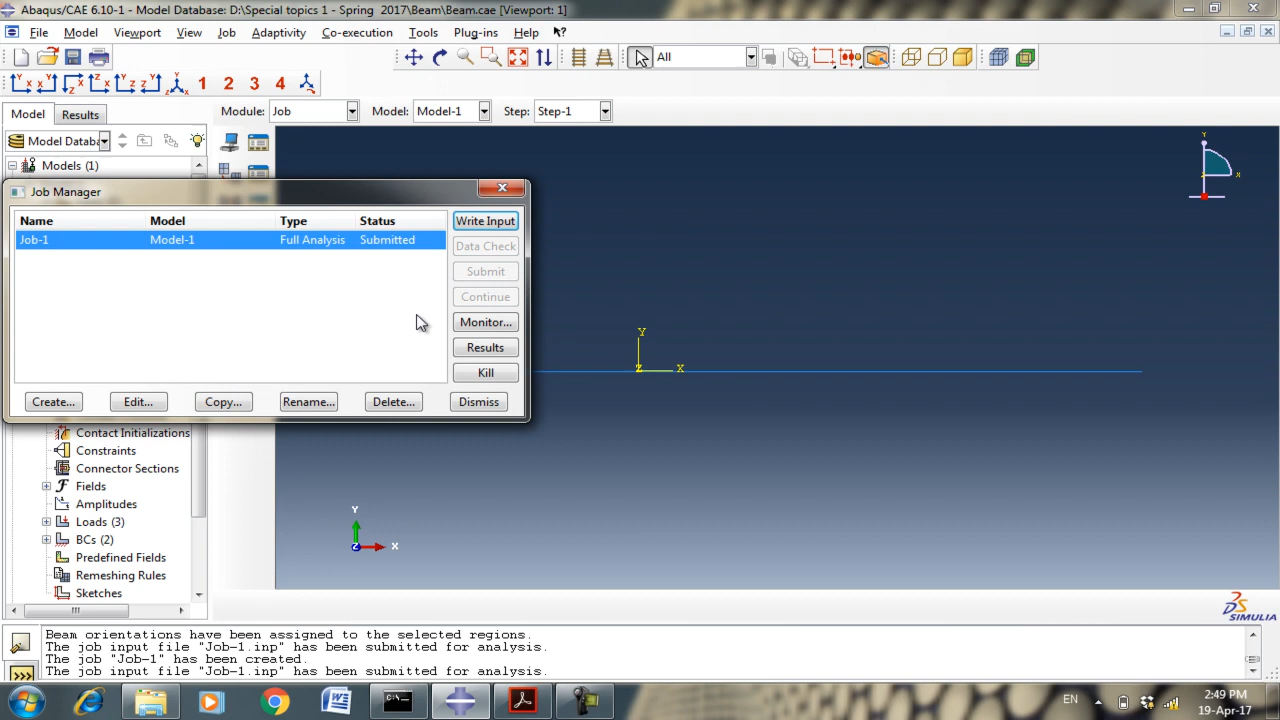 Abaqus/CAE 6.10-1 - Model Database: D:\Special topics 1 - Spring 2017\Beam\Beam.cae [Viewport: 1]
File Model Viewport View Job Adaptivity Co-execution Tools Plug-ins Help
All
1 2 3 4
Model Results
Module: Job Model: Model-1 Step: Step-1
Model Databa
Models (1)
Job Manager
Name Model Type Status
Job-1 Model-1 Full Analysis Submitted
Write Input
Data Check
Submit
Continue
Monitor...
Results
Kill
Create... Edit... Copy... Rename... Delete... Dismiss
Contact Initializations
Constraints
Connector Sections
Fields
Amplitudes
Loads (3)
BCs (2)
Predefined Fields
Remeshing Rules
Sketches
Y
X
Z
Y
X
Z
Y
X
SIMULIA
Beam orientations have been assigned to the selected regions.
The job input file "Job-1.inp" has been submitted for analysis.
The job "Job-1" has been created.
The job input file "Job-1.inp" has been submitted for analysis.
EN
2:49 PM
19-Apr-17